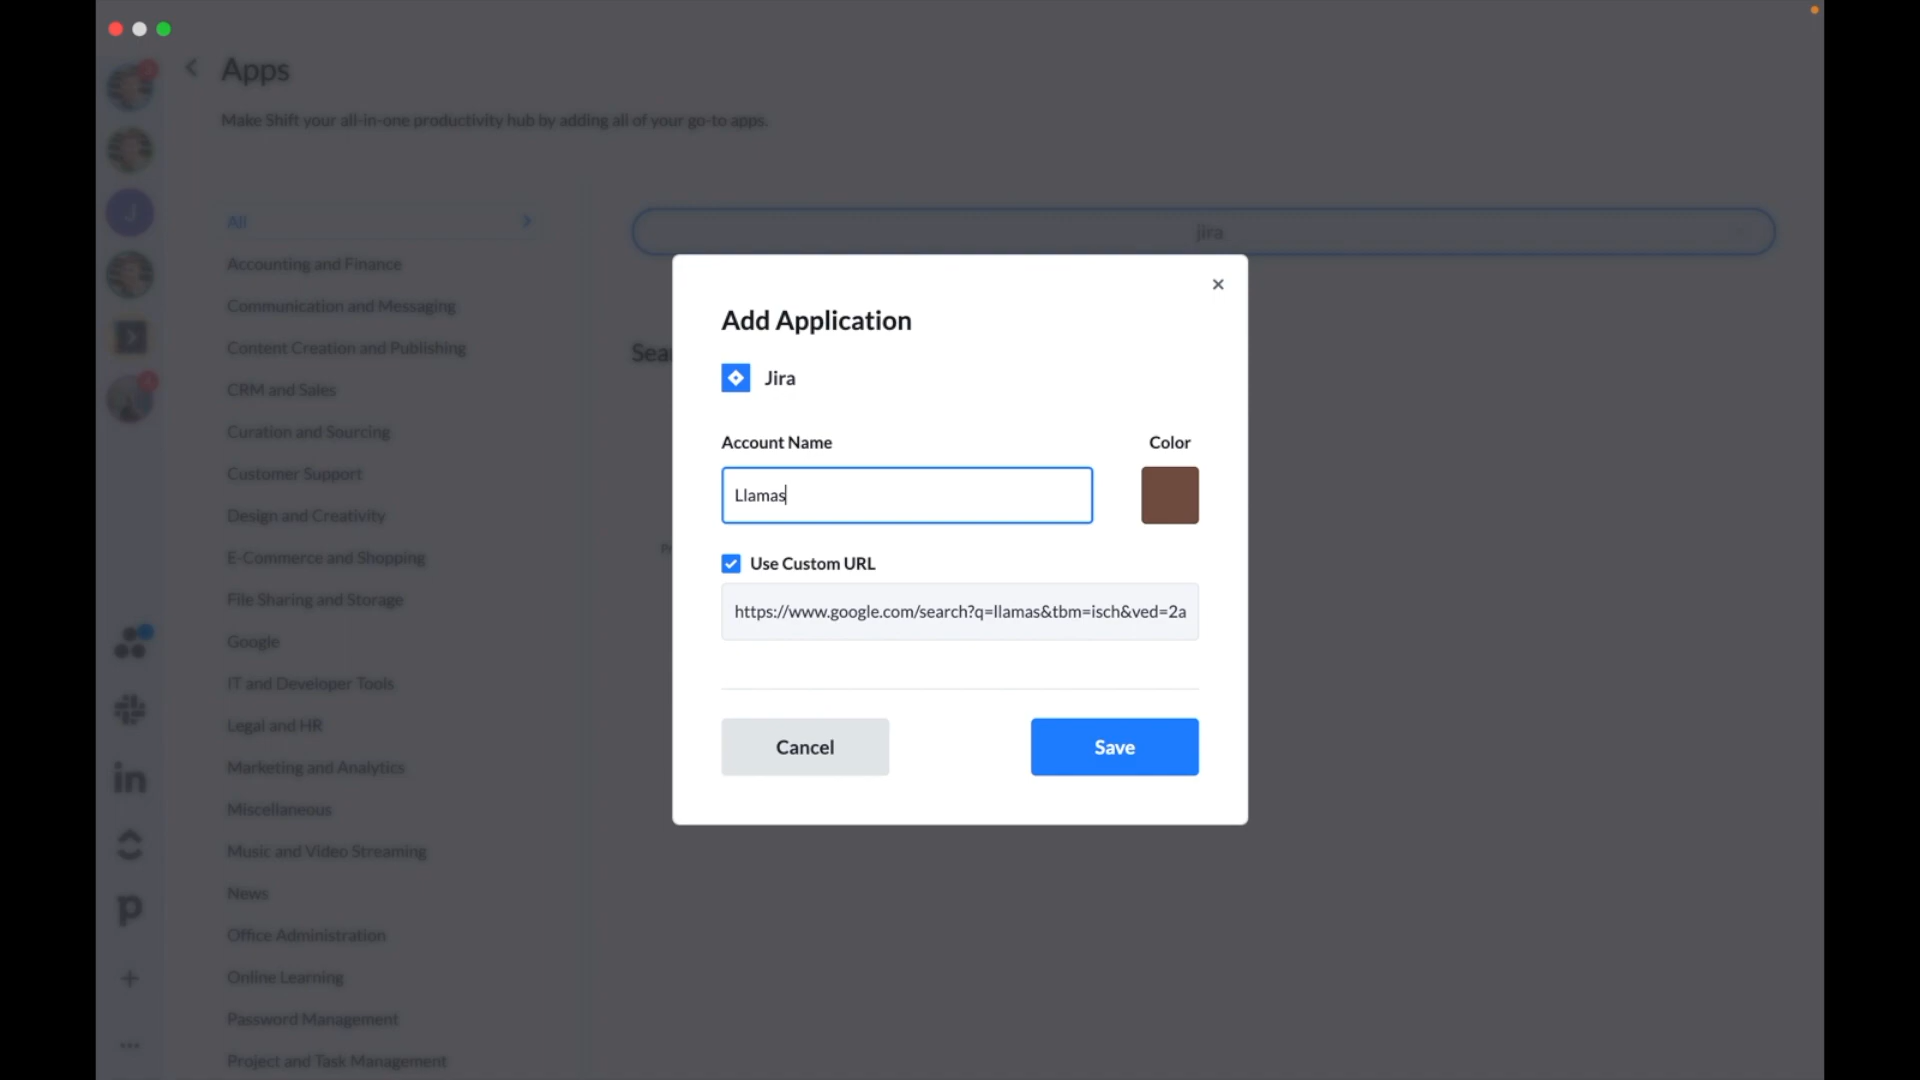 Apps
Make Shift your all-in-one productivity hub by adding all of your go-to apps.
J
All
jira
Accounting and Finance
Communication and Messaging
Content Creation and Publishing
CRM and Sales
Curation and Sourcing
Customer Support
Design and Creativity
E-Commerce and Shopping
File Sharing and Storage
Google
IT and Developer Tools
Legal and HR
Marketing and Analytics
Miscellaneous
Music and Video Streaming
News
Office Administration
Online Learning
Password Management
Project and Task Management
in
p
Add Application
Jira
Account Name
Color
Llamas
Use Custom URL
https://www.google.com/search?q=llamas&tbm=isch&ved=2a
Cancel
Save